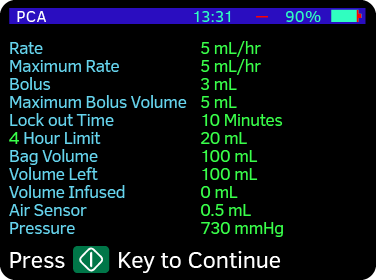 PCA 13:31 90%
Rate 5 mL/hr
Maximum Rate 5 mL/hr
Bolus 3 mL
Maximum Bolus Volume 5 mL
Lock out Time 10 Minutes
4 Hour Limit 20 mL
Bag Volume 100 mL
Volume Left 100 mL
Volume Infused 0 mL
Air Sensor 0.5 mL
Pressure 730 mmHg
Press Key to Continue